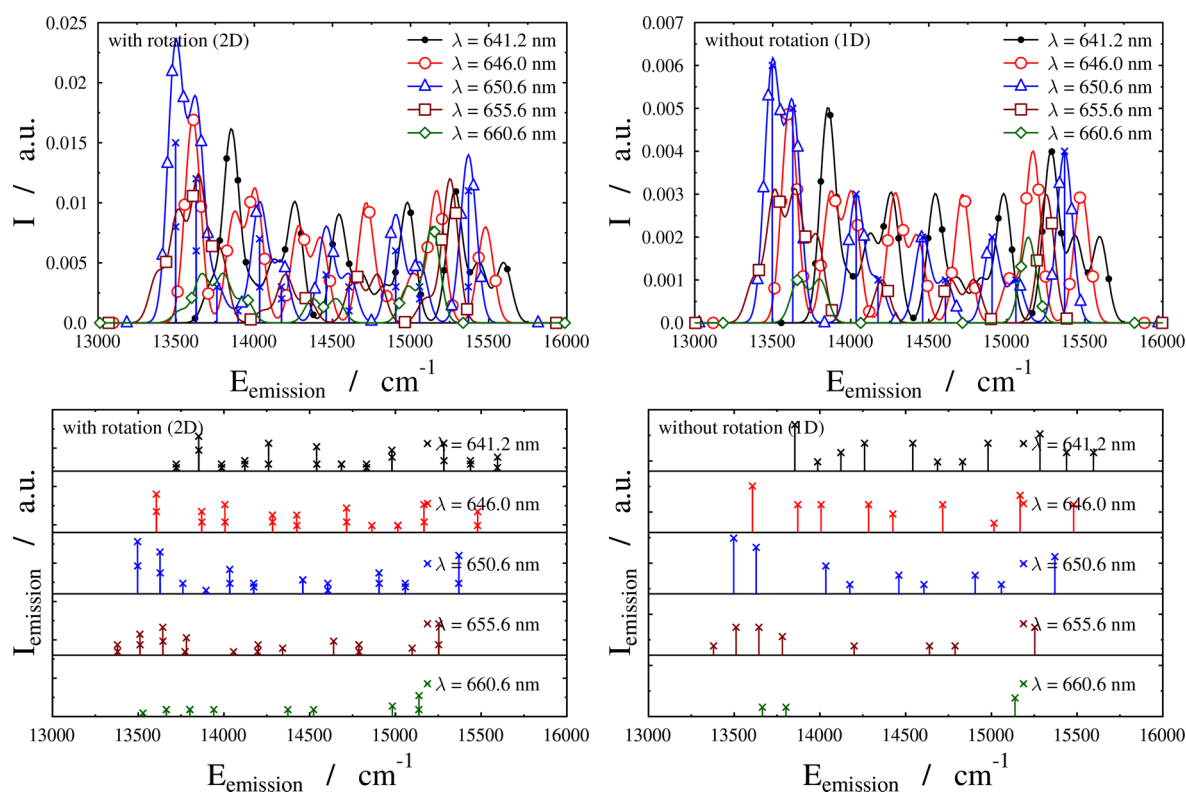 with rotation (2D)
λ = 641.2 nm
λ = 646.0 nm
λ = 650.6 nm
λ = 655.6 nm
λ = 660.6 nm
0.025
0.02
0.015
0.01
0.005
0.0
I / a.u.
13000 13500 14000 14500 15000 15500 16000
E_emission / cm^-1
without rotation (1D)
λ = 641.2 nm
λ = 646.0 nm
λ = 650.6 nm
λ = 655.6 nm
λ = 660.6 nm
0.007
0.006
0.005
0.004
0.003
0.002
0.001
0.0
I / a.u.
13000 13500 14000 14500 15000 15500 16000
E_emission / cm^-1
with rotation (2D)
λ = 641.2 nm
λ = 646.0 nm
λ = 650.6 nm
λ = 655.6 nm
λ = 660.6 nm
I_emission / a.u.
13000 13500 14000 14500 15000 15500 16000
E_emission / cm^-1
without rotation (1D)
λ = 641.2 nm
λ = 646.0 nm
λ = 650.6 nm
λ = 655.6 nm
λ = 660.6 nm
I_emission / a.u.
13000 13500 14000 14500 15000 15500 16000
E_emission / cm^-1